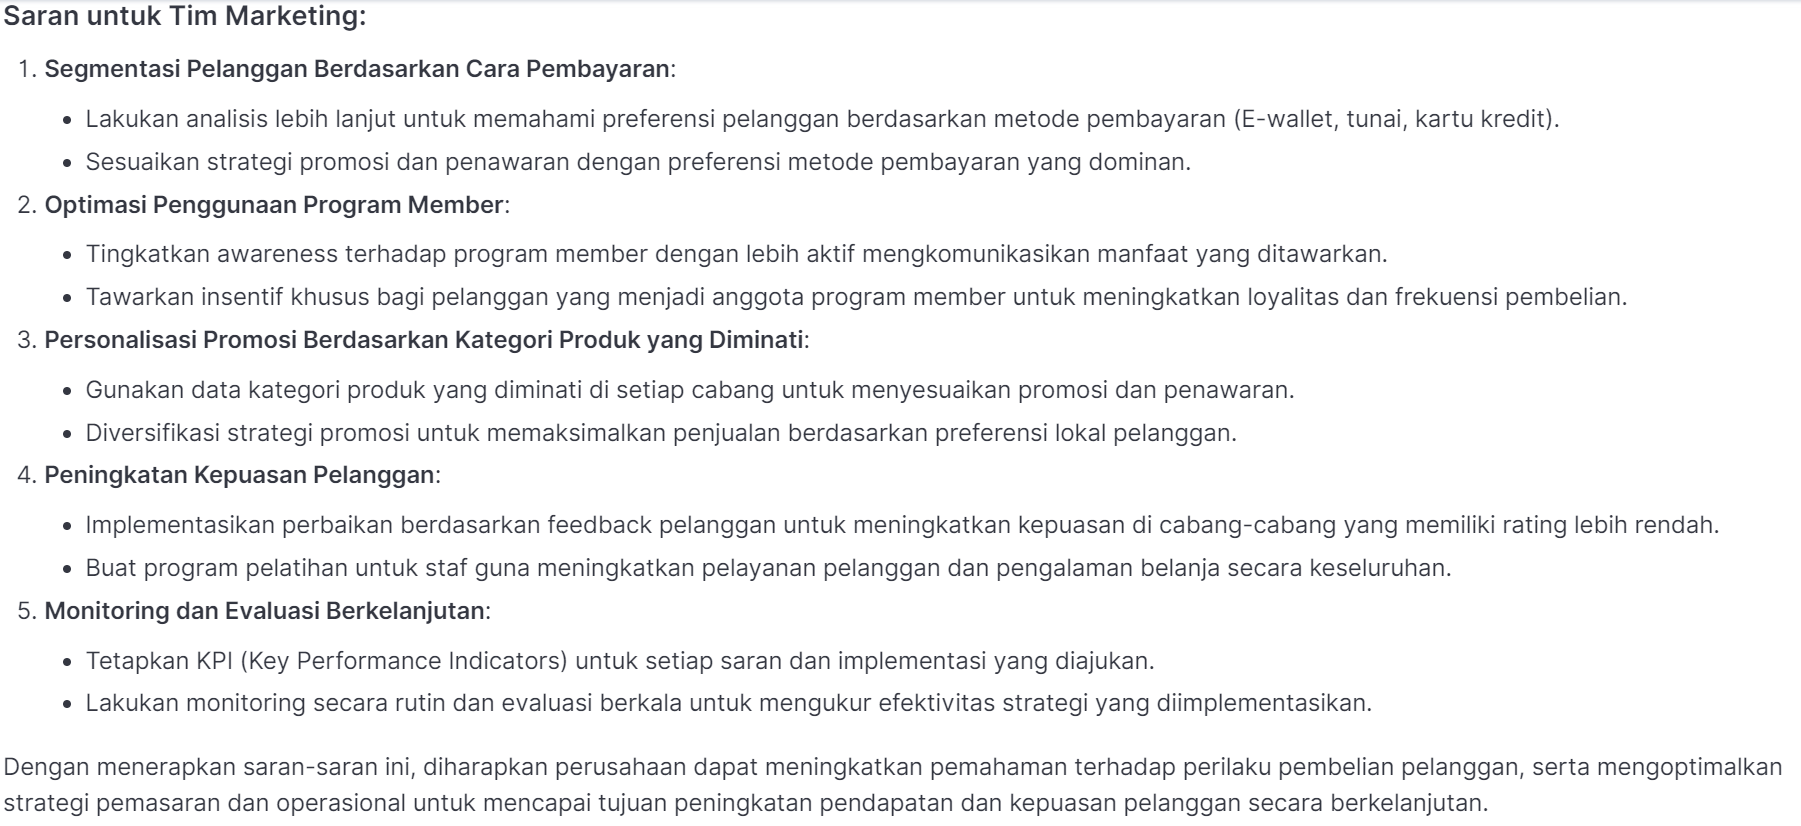 Saran untuk Tim Marketing:
1. Segmentasi Pelanggan Berdasarkan Cara Pembayaran:
• Lakukan analisis lebih lanjut untuk memahami preferensi pelanggan berdasarkan metode pembayaran (E-wallet, tunai, kartu kredit).
• Sesuaikan strategi promosi dan penawaran dengan preferensi metode pembayaran yang dominan.
2. Optimasi Penggunaan Program Member:
• Tingkatkan awareness terhadap program member dengan lebih aktif mengkomunikasikan manfaat yang ditawarkan.
• Tawarkan insentif khusus bagi pelanggan yang menjadi anggota program member untuk meningkatkan loyalitas dan frekuensi pembelian.
3. Personalisasi Promosi Berdasarkan Kategori Produk yang Diminati:
• Gunakan data kategori produk yang diminati di setiap cabang untuk menyesuaikan promosi dan penawaran.
• Diversifikasi strategi promosi untuk memaksimalkan penjualan berdasarkan preferensi lokal pelanggan.
4. Peningkatan Kepuasan Pelanggan:
• Implementasikan perbaikan berdasarkan feedback pelanggan untuk meningkatkan kepuasan di cabang-cabang yang memiliki rating lebih rendah.
• Buat program pelatihan untuk staf guna meningkatkan pelayanan pelanggan dan pengalaman belanja secara keseluruhan.
5. Monitoring dan Evaluasi Berkelanjutan:
• Tetapkan KPI (Key Performance Indicators) untuk setiap saran dan implementasi yang diajukan.
• Lakukan monitoring secara rutin dan evaluasi berkala untuk mengukur efektivitas strategi yang diimplementasikan.
Dengan menerapkan saran-saran ini, diharapkan perusahaan dapat meningkatkan pemahaman terhadap perilaku pembelian pelanggan, serta mengoptimalkan
strategi pemasaran dan operasional untuk mencapai tujuan peningkatan pendapatan dan kepuasan pelanggan secara berkelanjutan.